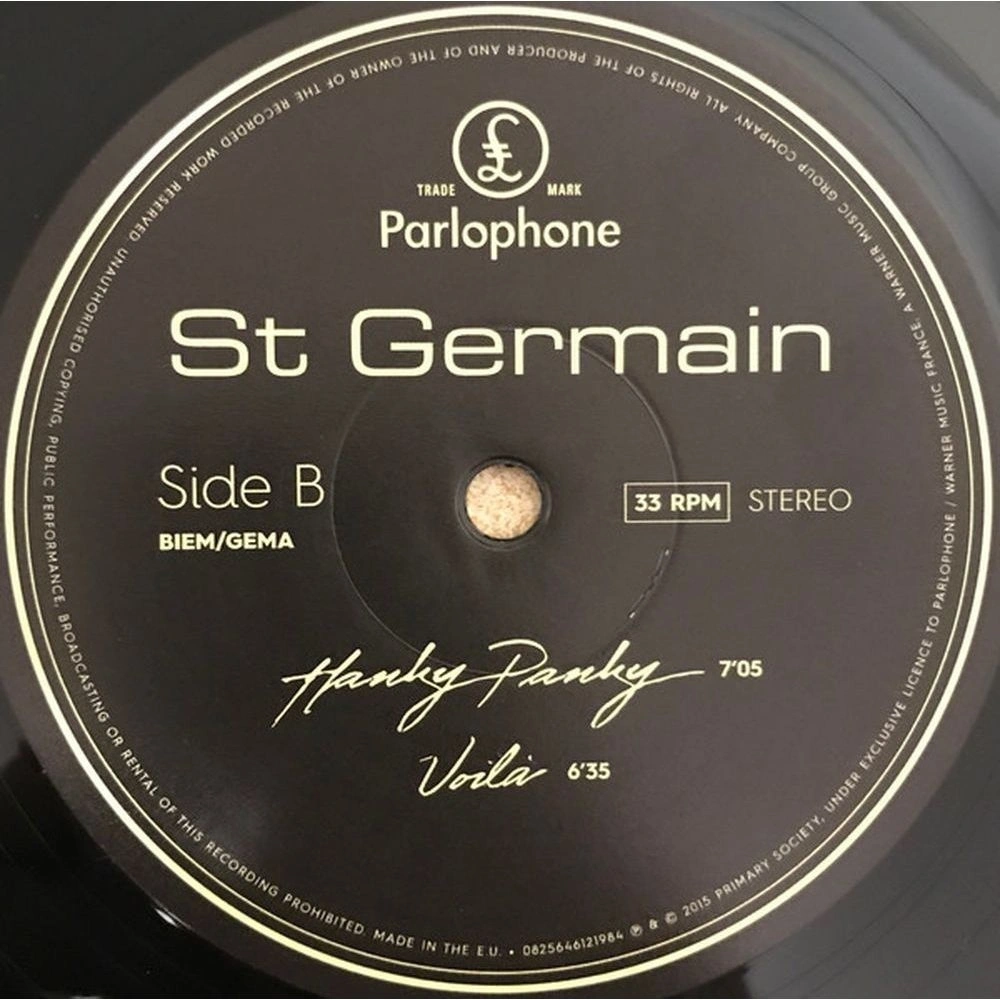 £
TRADE MARK
Parlophone
St Germain
Side B
BIEM/GEMA
33 RPM STEREO
Hanky Panky 7'05
Voilà 6'35
ALL RIGHTS OF THE PRODUCER AND OF THE OWNER OF THE RECORDED WORK RESERVED UNAUTHORISED COPYING, PUBLIC PERFORMANCE, BROADCASTING OR RENTAL OF THIS RECORDING PROHIBITED. MADE IN THE E.U. • 0825646121984 ℗ & © 2015 PRIMARY SOCIETY, UNDER EXCLUSIVE LICENCE TO PARLOPHONE / WARNER MUSIC FRANCE, A WARNER MUSIC GROUP COMPANY